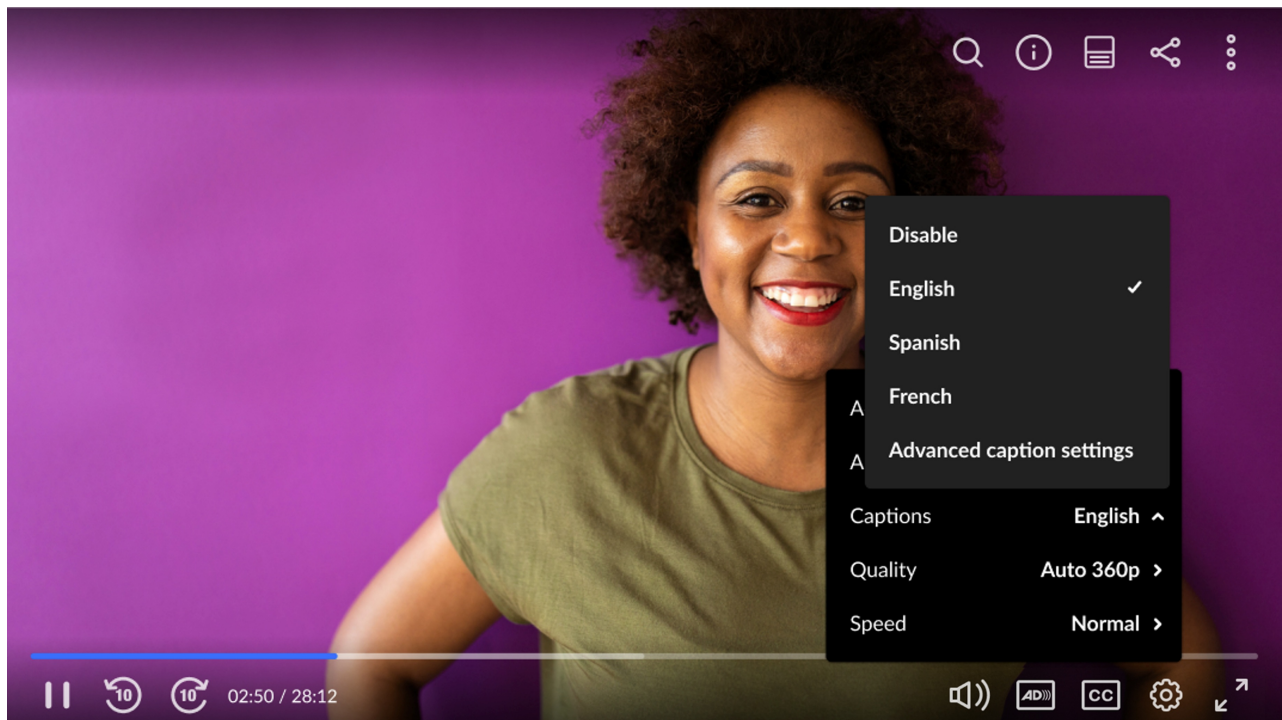 Disable
English
Spanish
French
Advanced caption settings
A
A
Captions English
Quality Auto 360p
Speed Normal
10 10 02:50 / 28:12 AD CC